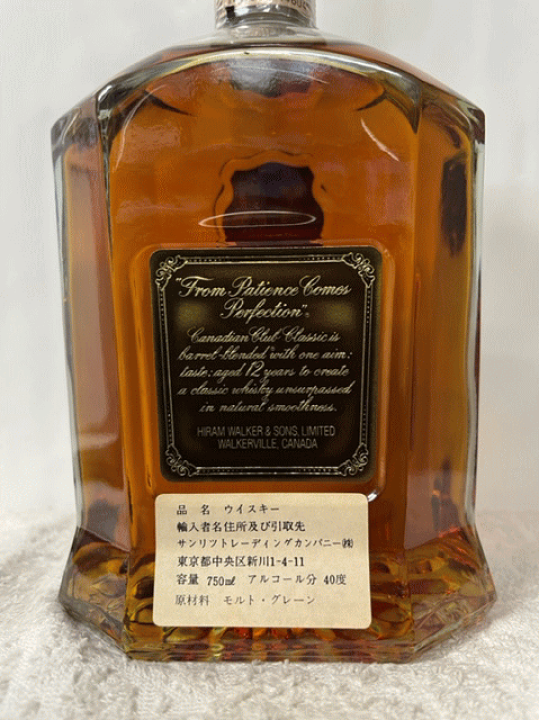 "From Patience Comes
Perfection".
Canadian Club Classic is
barrel-blended with one aim:
taste: aged 12 years to create
a classic whisky unsurpassed
in natural smoothness.
HIRAM WALKER & SONS, LIMITED
WALKERVILLE, CANADA
品 名 ウイスキー
輸入者名住所及び引取先
サンリツトレーディングカンパニー㈱
東京都中央区新川1-4-11
容量 750㎖ アルコール分 40度
原材料 モルト・グレーン